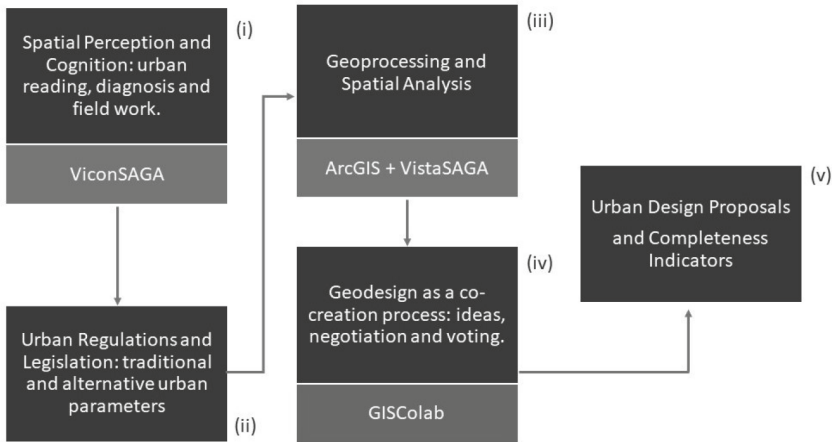 (i)
Spatial Perception and
Cognition: urban
reading, diagnosis and
field work.
ViconSAGA
Urban Regulations and
Legislation: traditional
and alternative urban
parameters
(ii)
(iii)
Geoprocessing and
Spatial Analysis
ArcGIS + VistaSAGA
(iv)
Geodesign as a co-
creation process: ideas,
negotiation and voting.
GISColab
(v)
Urban Design Proposals
and Completeness
Indicators